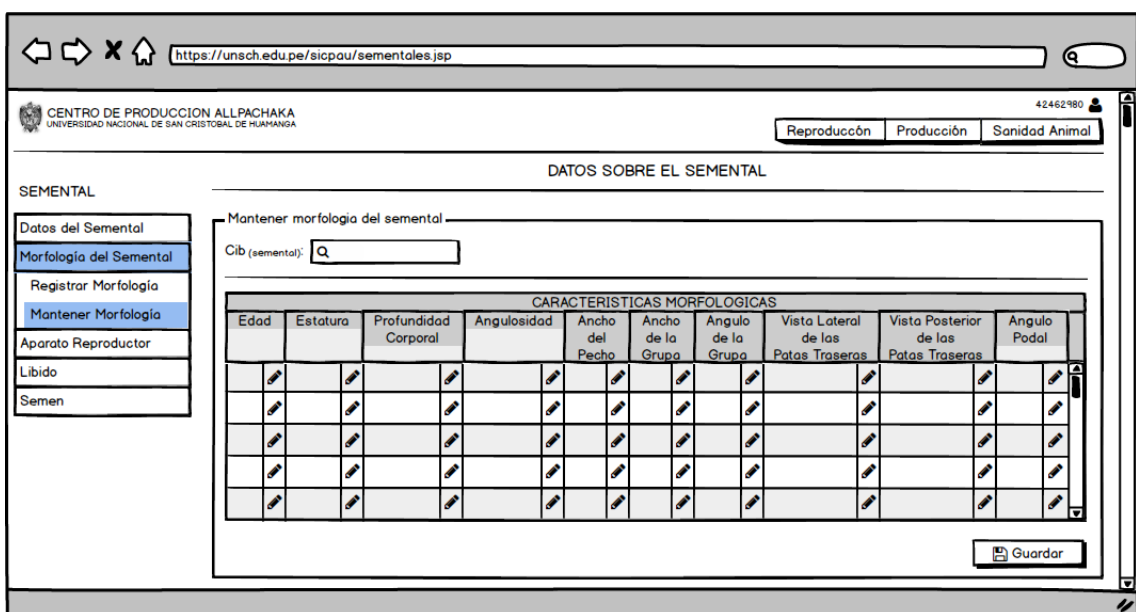 https://unsch.edu.pe/sicpau/sementales.jsp
42462980
CENTRO DE PRODUCCION ALLPACHAKA
UNIVERSIDAD NACIONAL DE SAN CRISTOBAL DE HUAMANGA
Reproduccón Producción Sanidad Animal
DATOS SOBRE EL SEMENTAL
SEMENTAL
Datos del Semental
Morfología del Semental
Registrar Morfología
Mantener Morfología
Aparato Reproductor
Libido
Semen
Mantener morfologia del semental
Cib (semental):
CARACTERISTICAS MORFOLOGICAS
Edad Estatura Profundidad Angulosidad Ancho Ancho Angulo Vista Lateral Vista Posterior Angulo
Corporal del de la de la de las de las Podal
Pecho Grupa Grupa Patas Traseras Patas Traseras
Guardar